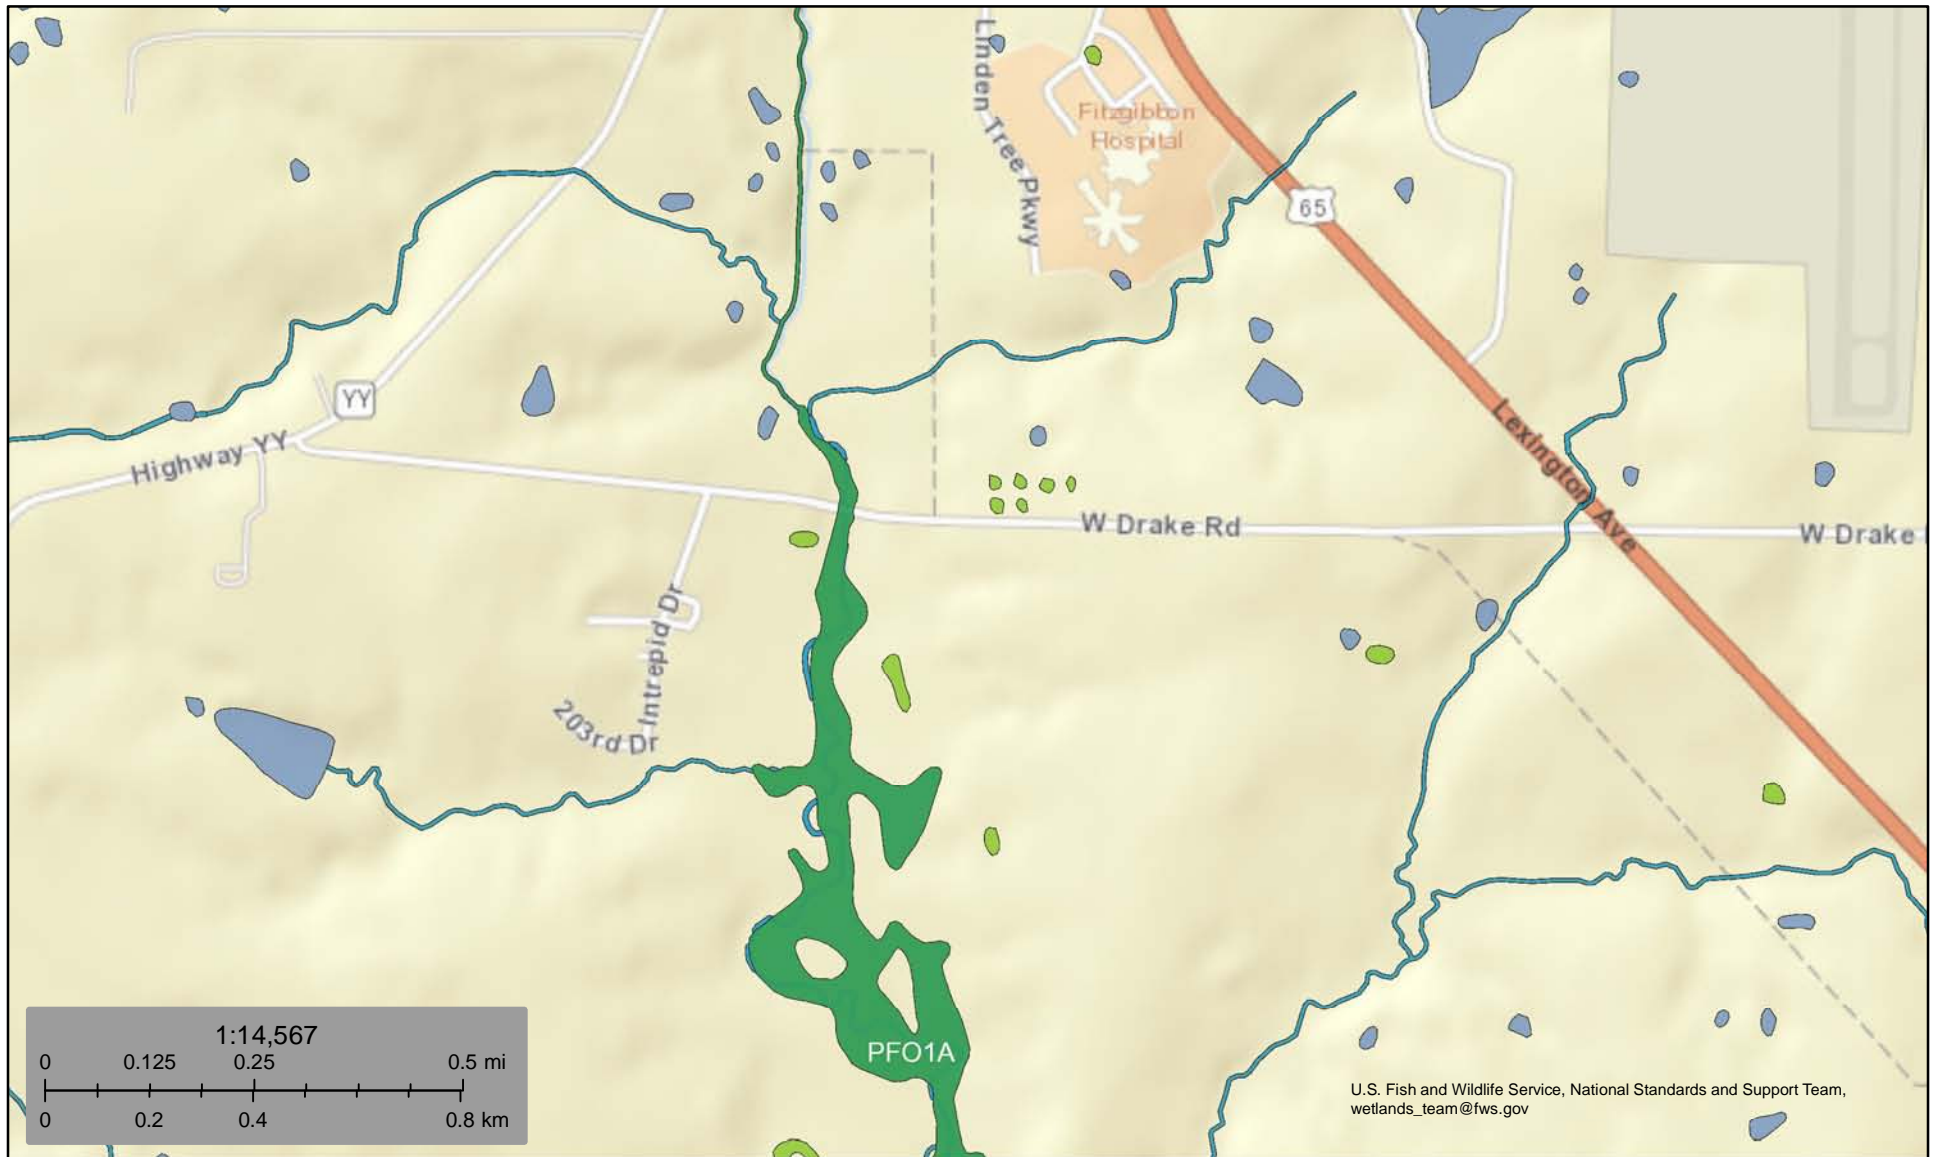 Linden Tree Pkwy
Fitzgibbon
Hospital
65
YY
Highway YY
Lexington Ave
W Drake Rd
W Drake
Intrepid Dr
203rd Dr
PFO1A
1:14,567
0 0.125 0.25 0.5 mi
0 0.2 0.4 0.8 km
U.S. Fish and Wildlife Service, National Standards and Support Team,
wetlands_team@fws.gov